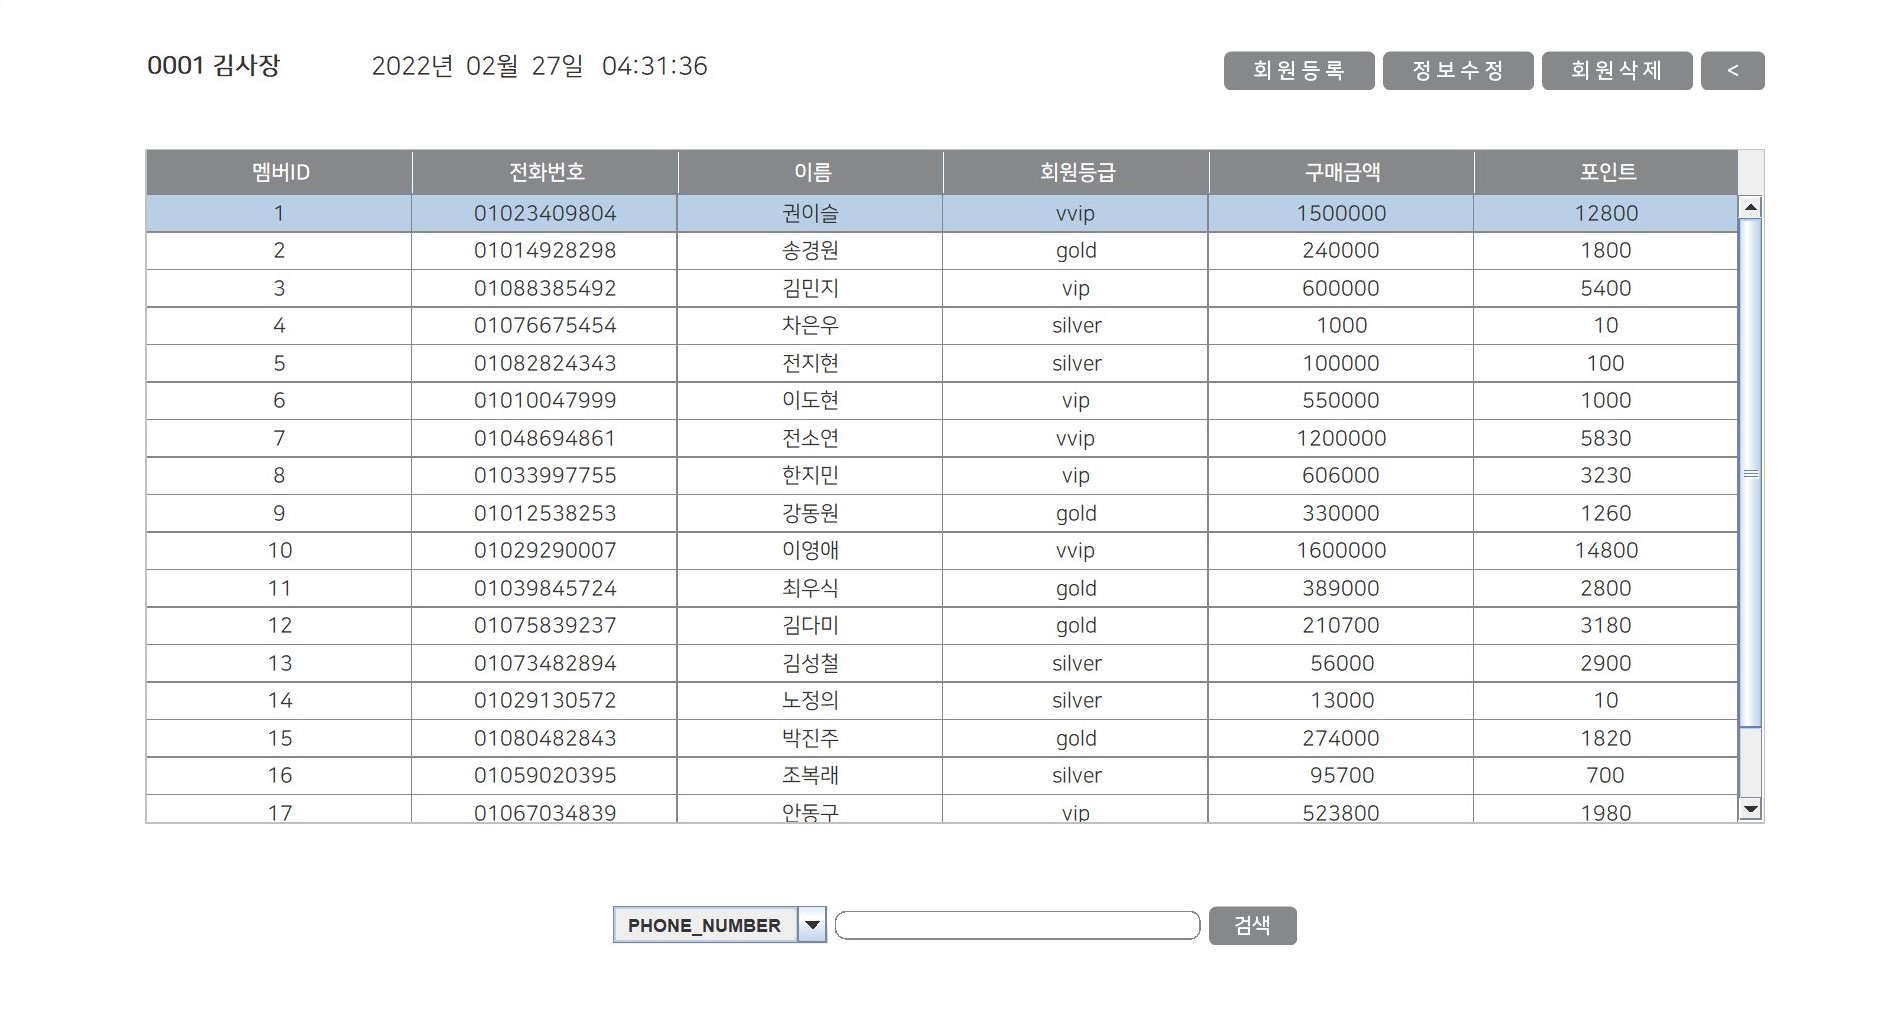 0001 김사장 2022년 02월 27일 04:31:36 회원등록 정보수정 회원삭제 <
멤버ID 전화번호 이름 회원등급 구매금액 포인트
1 01023409804 권이슬 vvip 1500000 12800
2 01014928298 송경원 gold 240000 1800
3 01088385492 김민지 vip 600000 5400
4 01076675454 차은우 silver 1000 10
5 01082824343 전지현 silver 100000 100
6 01010047999 이도현 vip 550000 1000
7 01048694861 전소연 vvip 1200000 5830
8 01033997755 한지민 vip 606000 3230
9 01012538253 강동원 gold 330000 1260
10 01029290007 이영애 vvip 1600000 14800
11 01039845724 최우식 gold 389000 2800
12 01075839237 김다미 gold 210700 3180
13 01073482894 김성철 silver 56000 2900
14 01029130572 노정의 silver 13000 10
15 01080482843 박진주 gold 274000 1820
16 01059020395 조복래 silver 95700 700
17 01067034839 안동구 vip 523800 1980
PHONE_NUMBER 검색